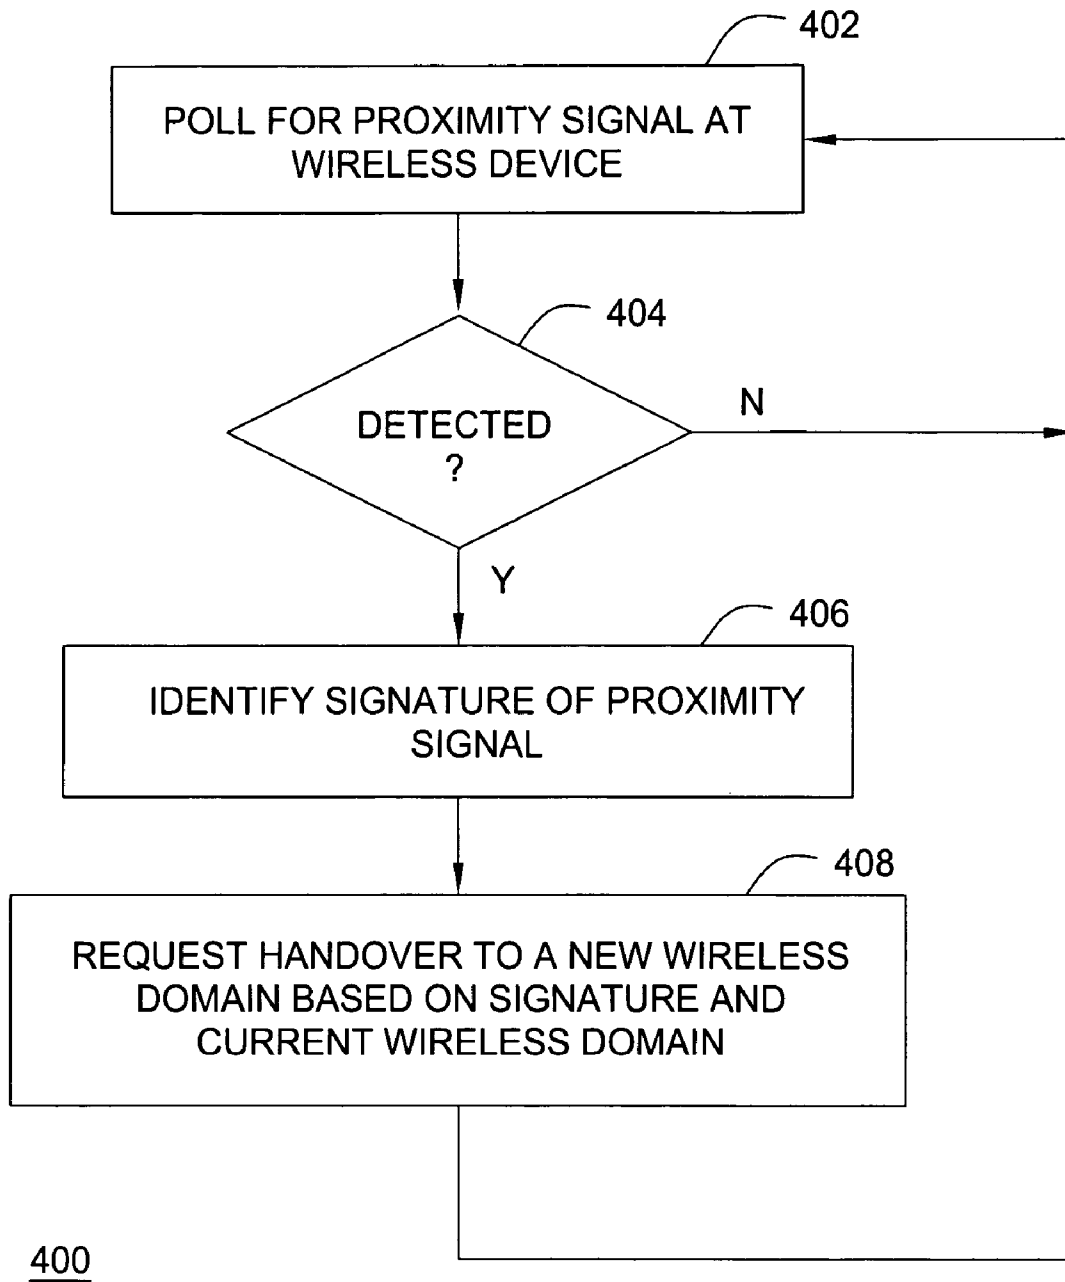 402
POLL FOR PROXIMITY SIGNAL AT
WIRELESS DEVICE
404
DETECTED
?
N
Y
406
IDENTIFY SIGNATURE OF PROXIMITY
SIGNAL
408
REQUEST HANDOVER TO A NEW WIRELESS
DOMAIN BASED ON SIGNATURE AND
CURRENT WIRELESS DOMAIN
400